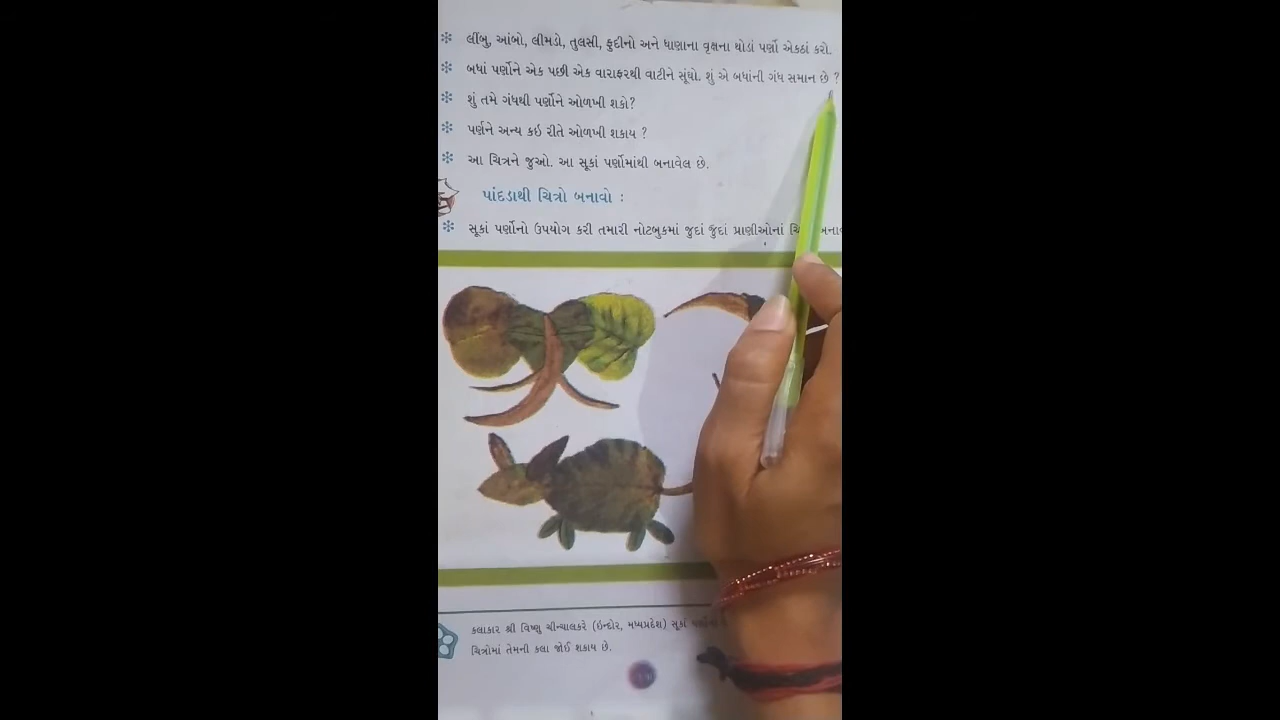 લીંબુ, આંબો, લીમડો, તુલસી, ફુદીનો અને ધાણાના વૃક્ષના થોડાં પર્ણો એકઠાં કરો.
બધાં પર્ણોને એક પછી એક વારાફરથી વાટીને સૂંઘો. શું એ બધાંની ગંધ સમાન છે ?
શું તમે ગંધથી પર્ણોને ઓળખી શકો?
પર્ણને અન્ય કઇ રીતે ઓળખી શકાય ?
આ ચિત્રને જુઓ. આ સૂકાં પર્ણોમાંથી બનાવેલ છે.
પાંદડાથી ચિત્રો બનાવો :
સૂકાં પર્ણોનો ઉપયોગ કરી તમારી નોટબુકમાં જુદાં જુદાં પ્રાણીઓનાં
કલાકાર શ્રી વિષ્ણુ ચીન્ચાલકરે (ઇન્દોર, મધ્યપ્રદેશ) સૂકાં
ચિત્રોમાં તેમની કલા જોઈ શકાય છે.